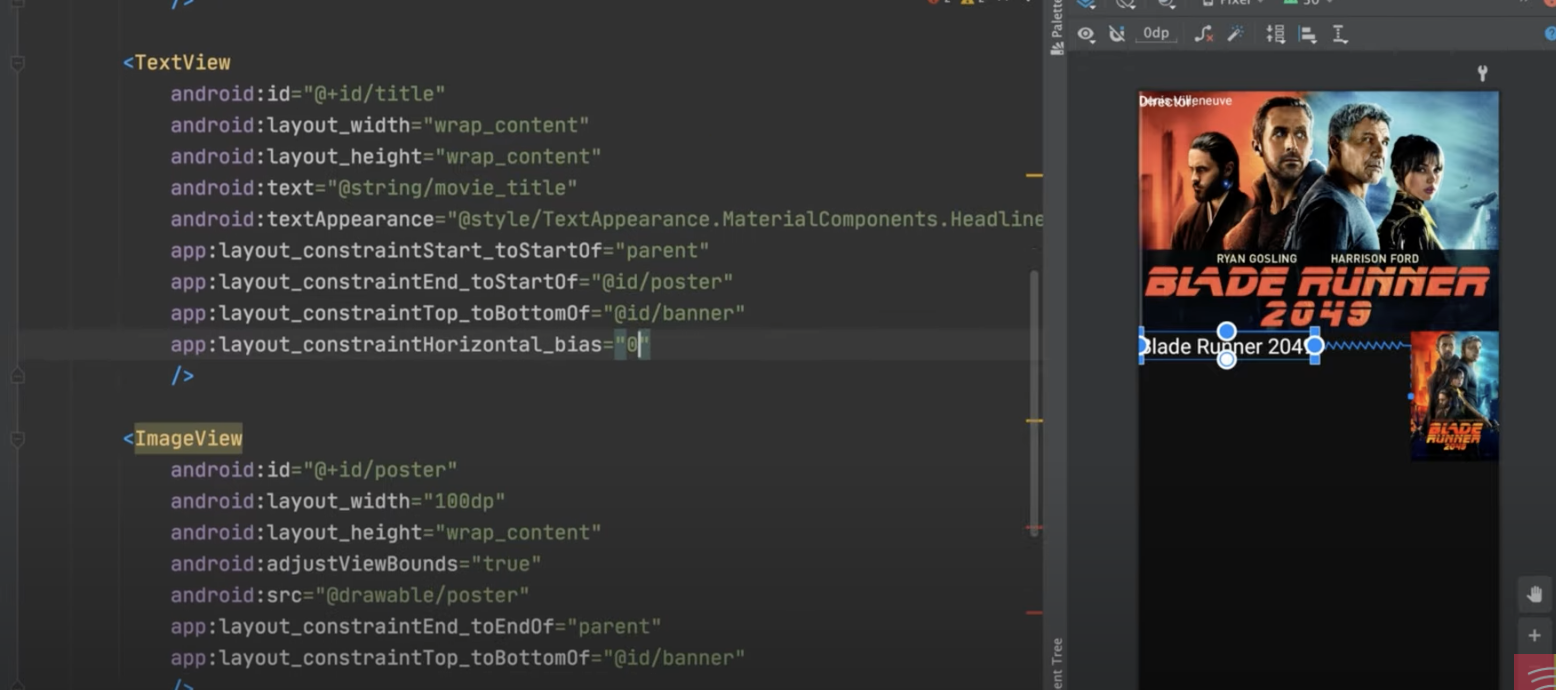 />
<TextView
android:id="@+id/title"
android:layout_width="wrap_content"
android:layout_height="wrap_content"
android:text="@string/movie_title"
android:textAppearance="@style/TextAppearance.MaterialComponents.Headline
app:layout_constraintStart_toStartOf="parent"
app:layout_constraintEnd_toStartOf="@id/poster"
app:layout_constraintTop_toBottomOf="@id/banner"
app:layout_constraintHorizontal_bias="0"
/>
<ImageView
android:id="@+id/poster"
android:layout_width="100dp"
android:layout_height="wrap_content"
android:adjustViewBounds="true"
android:src="@drawable/poster"
app:layout_constraintEnd_toEndOf="parent"
app:layout_constraintTop_toBottomOf="@id/banner"
/>
Palette
Pixel
30
0dp
RYAN GOSLING HARRISON FORD
BLADE RUNNER
2049
Blade Runner 2049
BLADE
RUNNER
2049
ent Tree